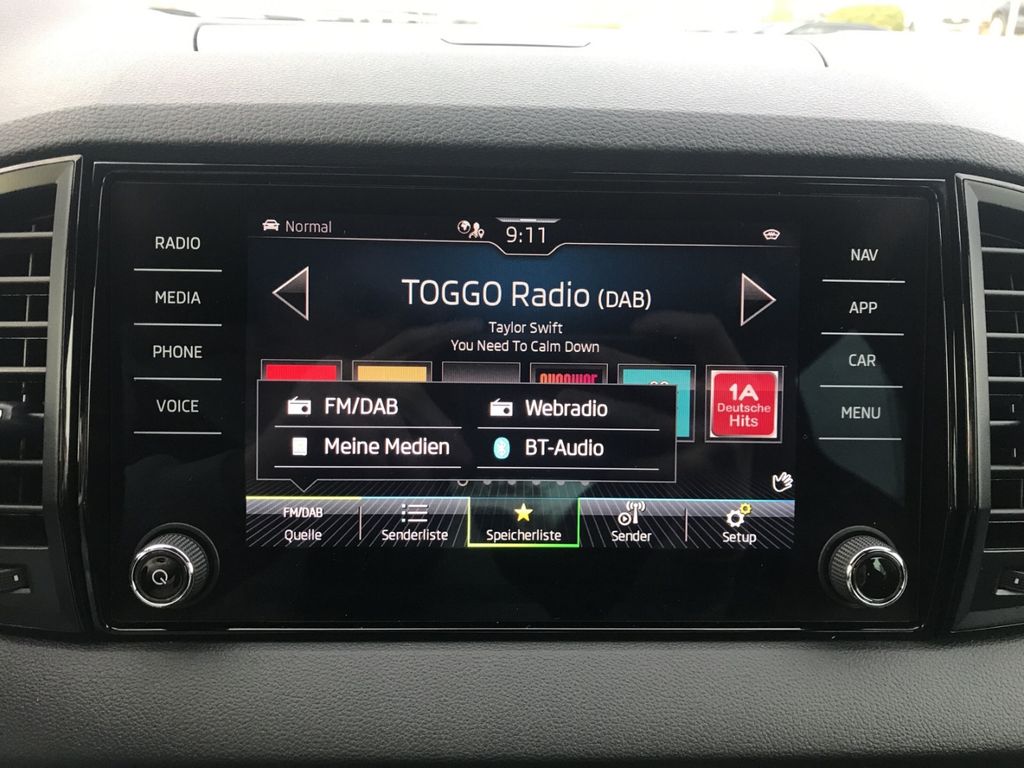 RADIO
MEDIA
PHONE
VOICE
Normal
9:11
TOGGO Radio (DAB)
Taylor Swift
You Need To Calm Down
1A
Deutsche
Hits
FM/DAB
Webradio
Meine Medien
BT-Audio
FM/DAB
Quelle
Senderliste
Speicherliste
Sender
Setup
NAV
APP
CAR
MENU